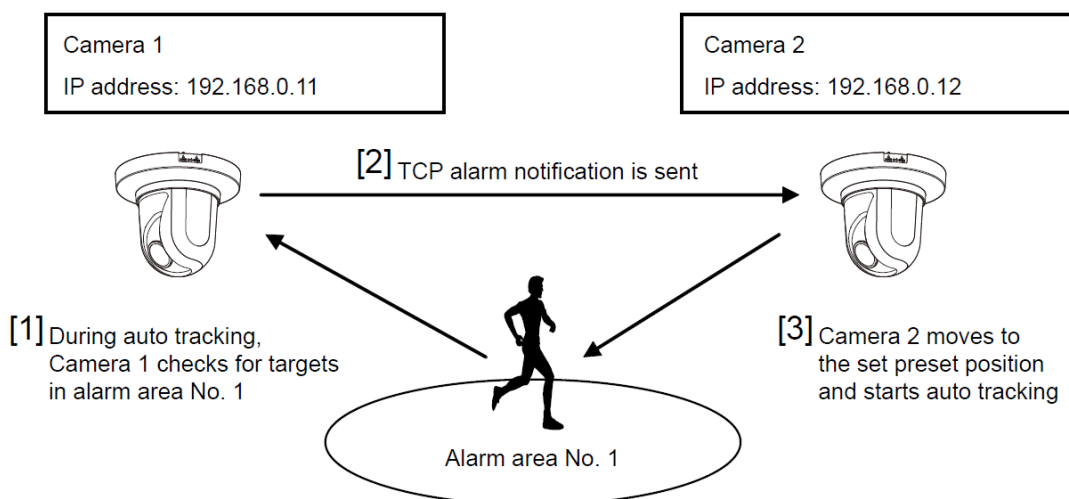 Camera 1
IP address: 192.168.0.11
Camera 2
IP address: 192.168.0.12
[2] TCP alarm notification is sent
[1] During auto tracking,
Camera 1 checks for targets
in alarm area No. 1
[3] Camera 2 moves to
the set preset position
and starts auto tracking
Alarm area No. 1